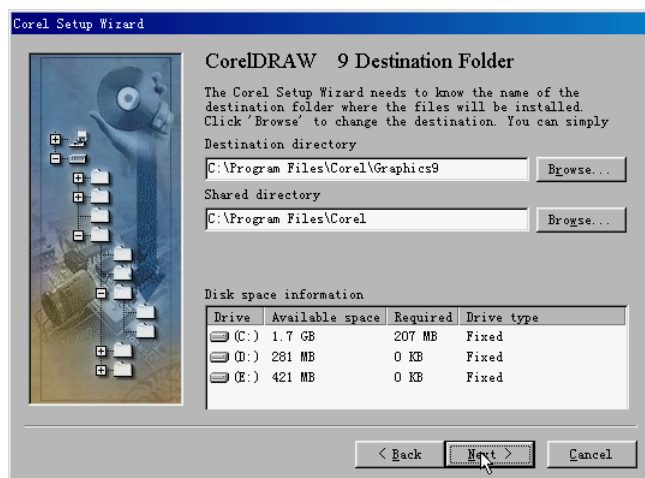 Corel Setup Wizard
CorelDRAW 9 Destination Folder
The Corel Setup Wizard needs to know the name of the
destination folder where the files will be installed.
Click 'Browse' to change the destination. You can simply
Destination directory
C:\Program Files\Corel\Graphics9 Browse...
Shared directory
C:\Program Files\Corel Browse...
Disk space information
Drive Available space Required Drive type
(C:) 1.7 GB 207 MB Fixed
(D:) 281 MB 0 KB Fixed
(E:) 421 MB 0 KB Fixed
< Back Next > Cancel